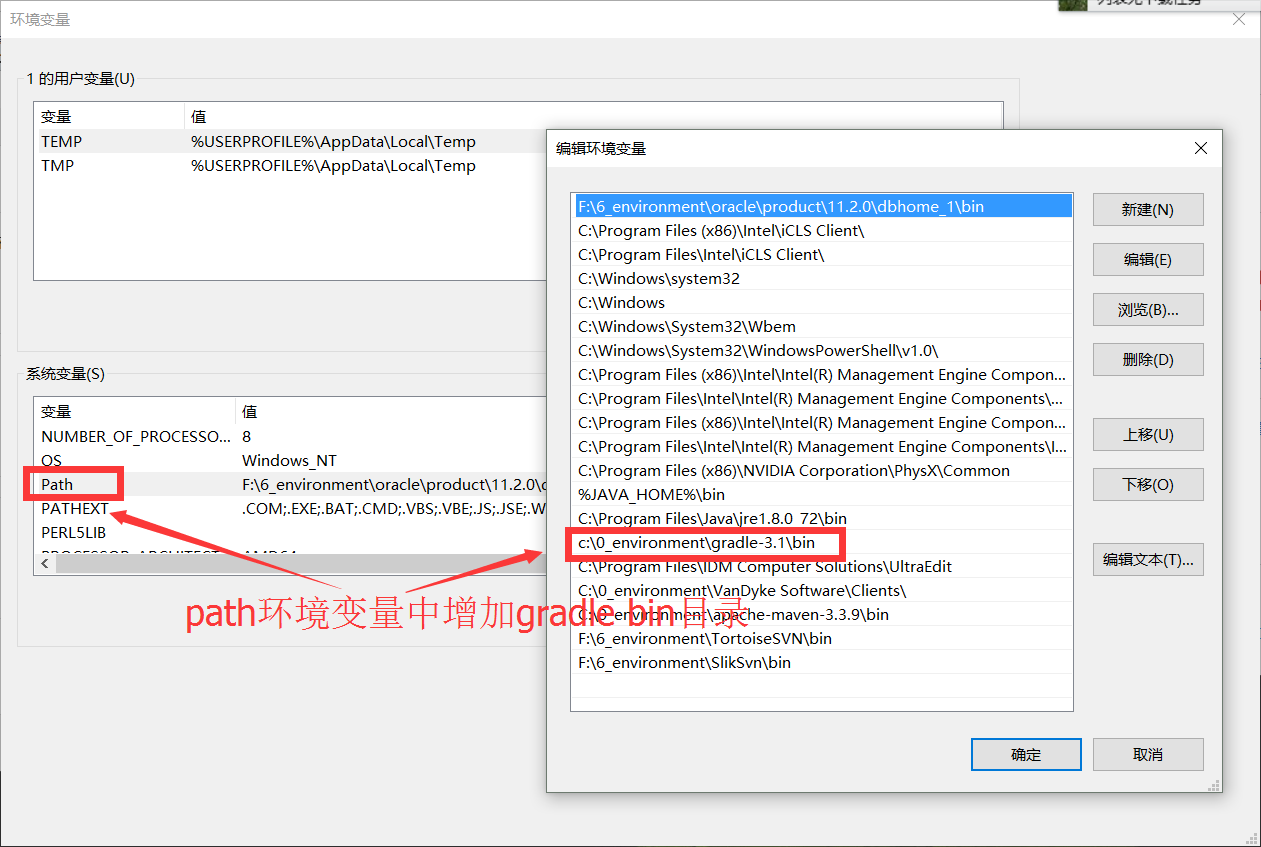 环境变量
1 的用户变量(U)
变量 值
TEMP %USERPROFILE%\AppData\Local\Temp
TMP %USERPROFILE%\AppData\Local\Temp
系统变量(S)
变量 值
NUMBER_OF_PROCESSO... 8
OS Windows_NT
Path F:\6_environment\oracle\product\11.2.0\d
PATHEXT .COM;.EXE;.BAT;.CMD;.VBS;.VBE;.JS;.JSE;.W
PERL5LIB
PROCESSOR_ARCHITECT AMD64
path环境变量中增加gradle bin目录
编辑环境变量
F:\6_environment\oracle\product\11.2.0\dbhome_1\bin
C:\Program Files (x86)\Intel\iCLS Client\
C:\Program Files\Intel\iCLS Client\
C:\Windows\system32
C:\Windows
C:\Windows\System32\Wbem
C:\Windows\System32\WindowsPowerShell\v1.0\
C:\Program Files (x86)\Intel\Intel(R) Management Engine Compon...
C:\Program Files\Intel\Intel(R) Management Engine Components\...
C:\Program Files (x86)\Intel\Intel(R) Management Engine Compon...
C:\Program Files\Intel\Intel(R) Management Engine Components\I...
C:\Program Files (x86)\NVIDIA Corporation\PhysX\Common
%JAVA_HOME%\bin
C:\Program Files\Java\jre1.8.0_72\bin
c:\0_environment\gradle-3.1\bin
C:\Program Files\IDM Computer Solutions\UltraEdit
C:\0_environment\VanDyke Software\Clients\
C:\0_environment\apache-maven-3.3.9\bin
F:\6_environment\TortoiseSVN\bin
F:\6_environment\SlikSvn\bin
新建(N)
编辑(E)
浏览(B)...
删除(D)
上移(U)
下移(O)
编辑文本(T)...
确定
取消